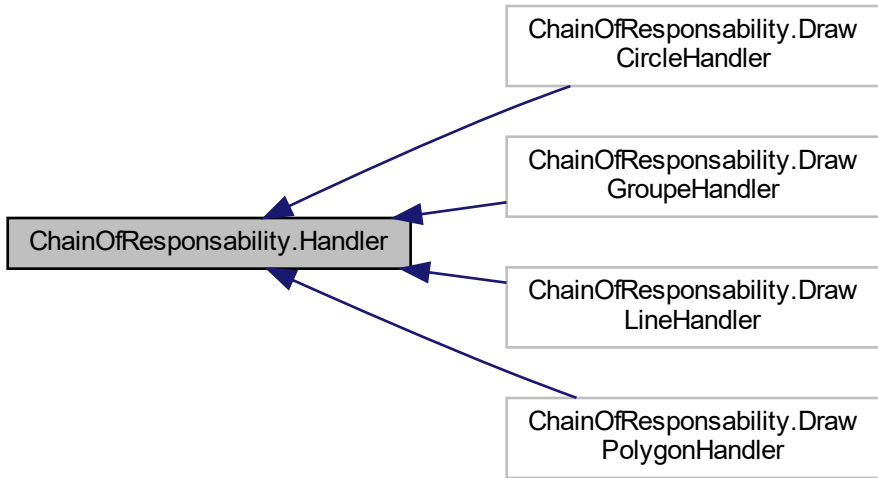 ChainOfResponsability.Draw
CircleHandler
ChainOfResponsability.Draw
GroupeHandler
ChainOfResponsability.Handler
ChainOfResponsability.Draw
LineHandler
ChainOfResponsability.Draw
PolygonHandler